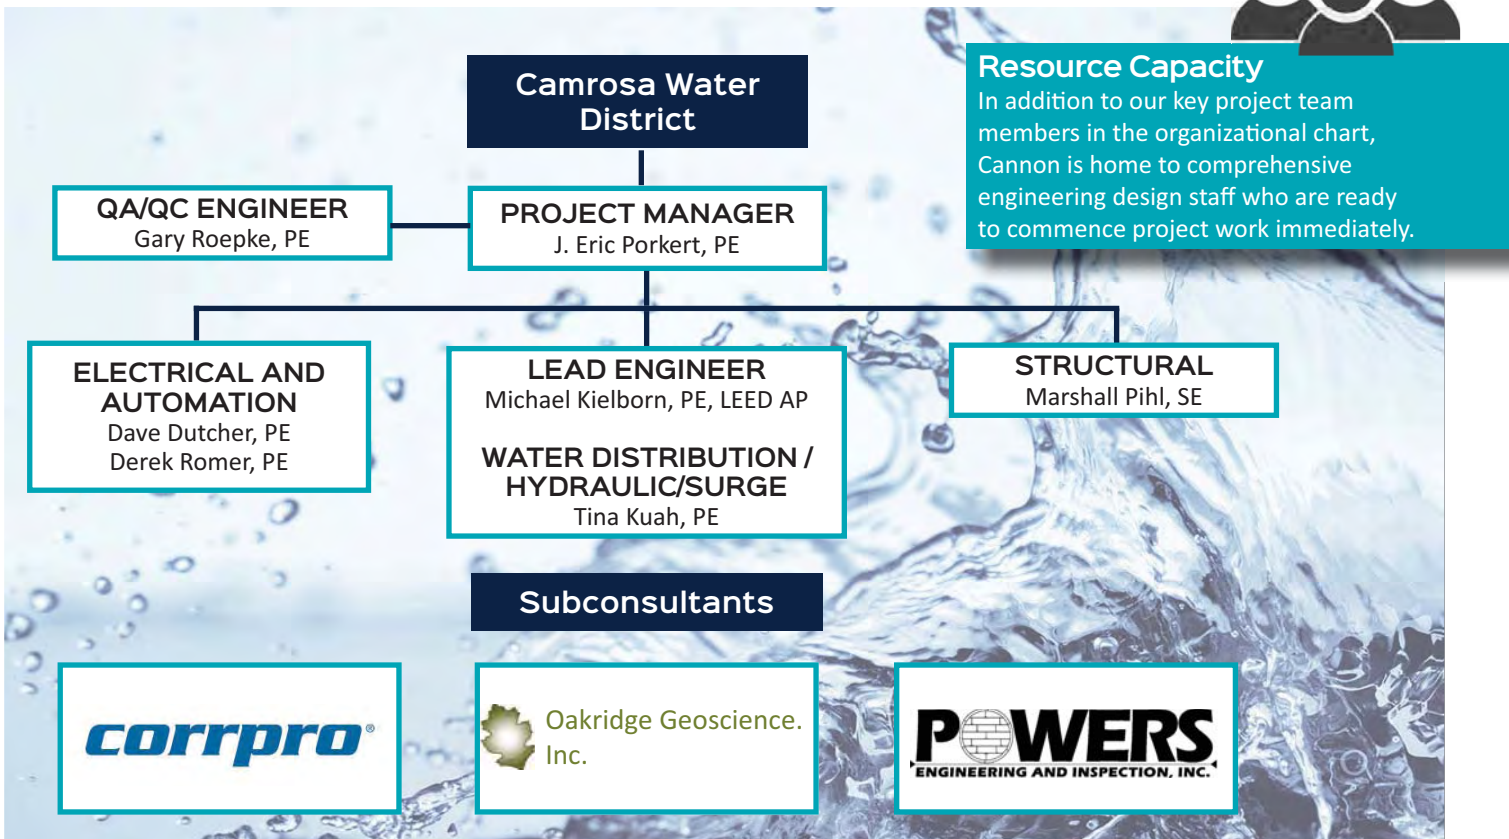 Camrosa Water
District
Resource Capacity
In addition to our key project team
members in the organizational chart,
Cannon is home to comprehensive
engineering design staff who are ready
to commence project work immediately.
QA/QC ENGINEER
Gary Roepke, PE
PROJECT MANAGER
J. Eric Porkert, PE
ELECTRICAL AND
AUTOMATION
Dave Dutcher, PE
Derek Romer, PE
LEAD ENGINEER
Michael Kielborn, PE, LEED AP
WATER DISTRIBUTION /
HYDRAULIC/SURGE
Tina Kuah, PE
STRUCTURAL
Marshall Pihl, SE
Subconsultants
corrpro®
Oakridge Geoscience.
Inc.
POWERS
ENGINEERING AND INSPECTION, INC.